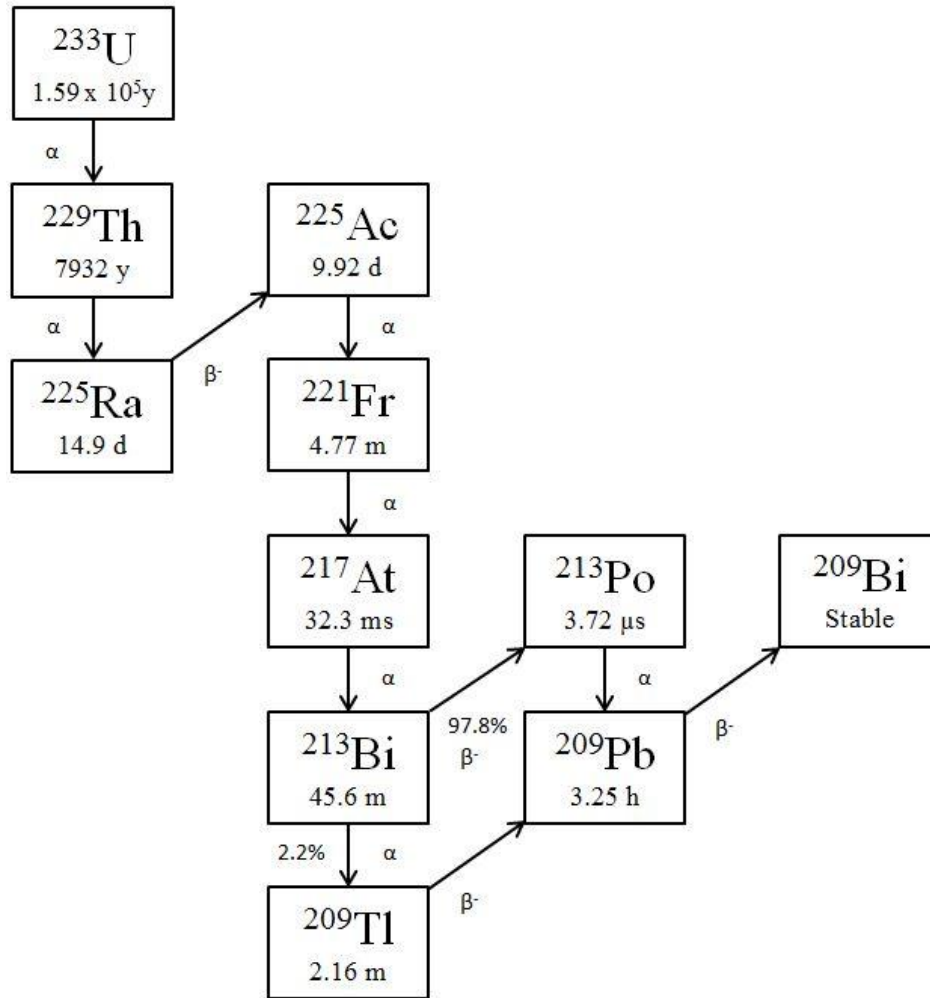 ²³³U
1.59 x 10⁵y
α
²²⁹Th
7932 y
²²⁵Ac
9.92 d
α
α
β⁻
²²⁵Ra
14.9 d
²²¹Fr
4.77 m
α
²¹⁷At
32.3 ms
²¹³Po
3.72 µs
²⁰⁹Bi
Stable
α
α
97.8%
β⁻
β⁻
²¹³Bi
45.6 m
²⁰⁹Pb
3.25 h
2.2%
α
β⁻
²⁰⁹Tl
2.16 m